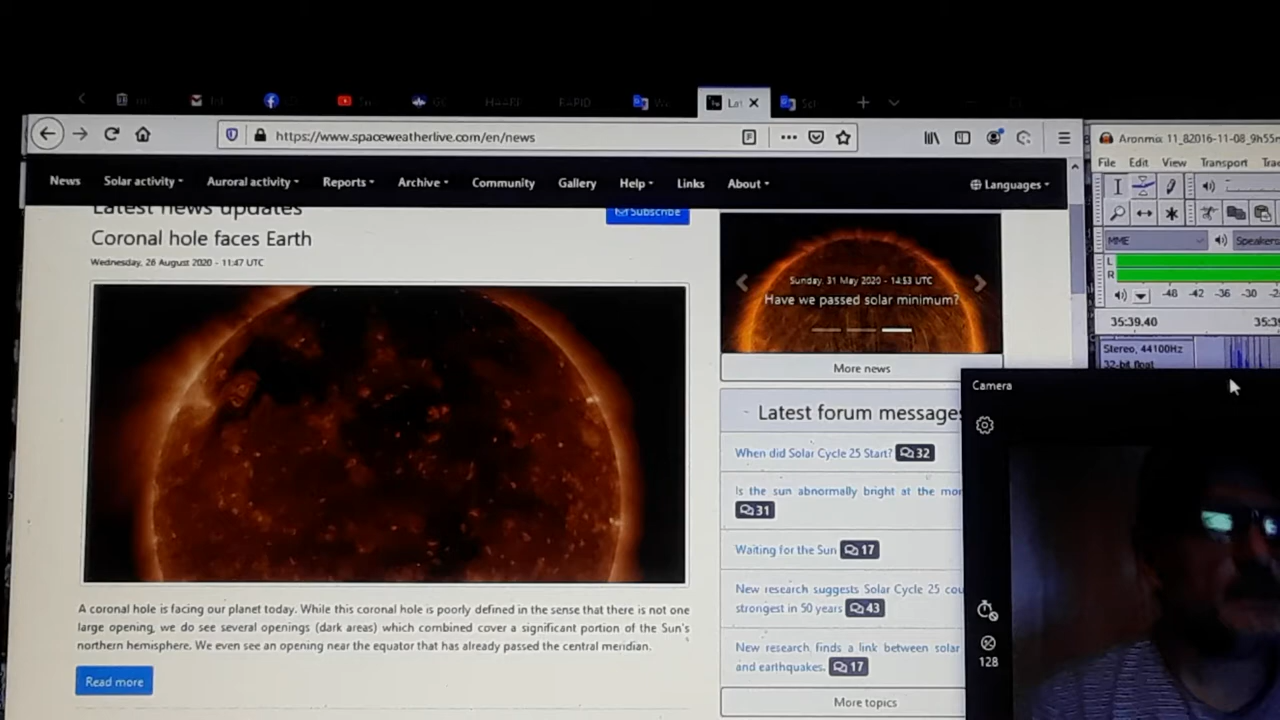 La
https://www.spaceweatherlive.com/en/news
News Solar activity Auroral activity Reports Archive Community Gallery Help Links About Languages
Latest news updates
Subscribe
Coronal hole faces Earth
Wednesday, 26 August 2020 - 11:47 UTC
A coronal hole is facing our planet today. While this coronal hole is poorly defined in the sense that there is not one
large opening, we do see several openings (dark areas) which combined cover a significant portion of the Sun's
northern hemisphere. We even see an opening near the equator that has already passed the central meridian.
Read more
Sunday, 31 May 2020 - 14:53 UTC
Have we passed solar minimum?
More news
Latest forum messages
When did Solar Cycle 25 Start? 32
Is the sun abnormally bright at the mor
31
Waiting for the Sun 17
New research suggests Solar Cycle 25 cou
strongest in 50 years 43
New research finds a link between solar
and earthquakes. 17
More topics
Aronmix 11_82016-11-08_9h55m
File Edit View Transport Trac
MME Speakers
L
R
-48 -42 -36 -30
35:39.40 35:3
Stereo, 44100Hz
32-bit float
Camera
128